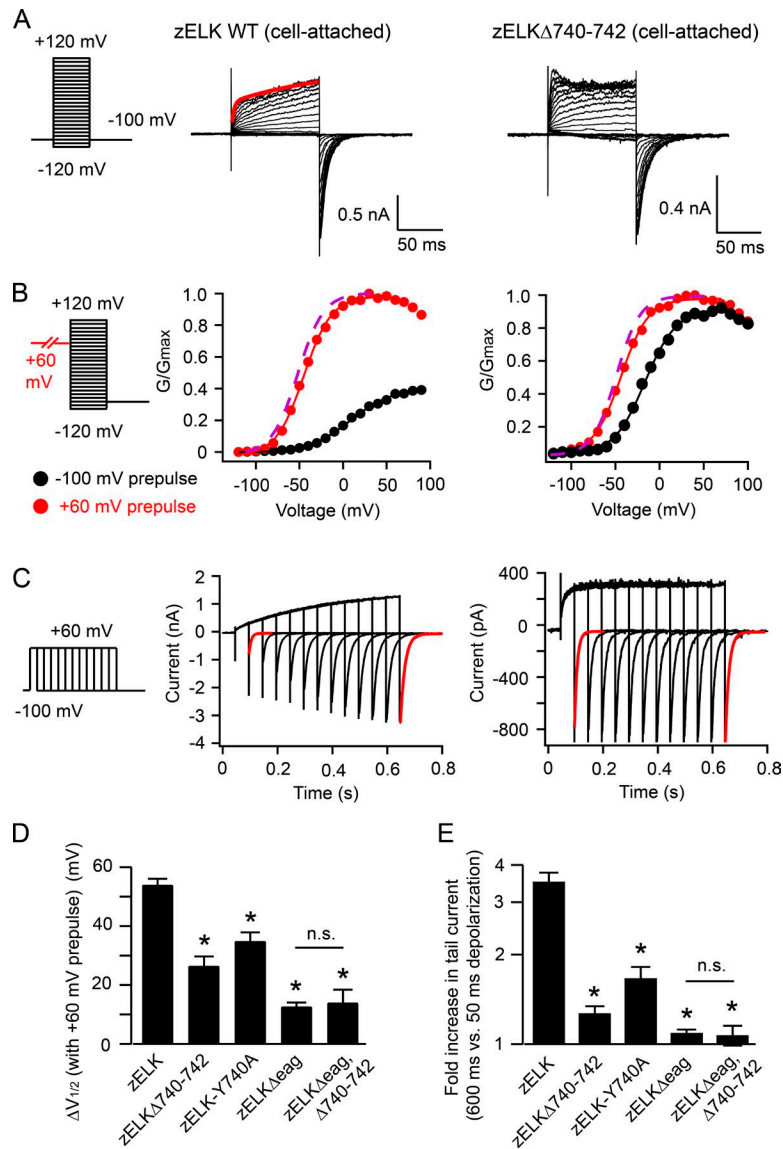 A
zELK WT (cell-attached)
zELKΔ740-742 (cell-attached)
+120 mV
-100 mV
-120 mV
0.5 nA
50 ms
0.4 nA
50 ms
B
+120 mV
+60
mV
-120 mV
-100 mV prepulse
+60 mV prepulse
G/Gmax
1.0
0.8
0.6
0.4
0.2
0
-100
-50
0
50
100
Voltage (mV)
G/Gmax
1.0
0.8
0.6
0.4
0.2
-100
-50
0
50
100
Voltage (mV)
C
+60 mV
-100 mV
Current (nA)
2
1
0
-1
-2
-3
-4
0
0.2
0.4
0.6
0.8
Time (s)
Current (pA)
400
0
-400
-800
0
0.2
0.4
0.6
0.8
Time (s)
D
ΔV1/2 (with +60 mV prepulse) (mV)
60
40
20
0
*
*
*
*
n.s.
zELK
zELKΔ740-742
zELK-Y740A
zELKΔeag
zELKΔeag,
Δ740-742
E
Fold increase in tail current
(600 ms vs. 50 ms depolarization)
4
3
2
1
*
*
*
*
n.s.
zELK
zELKΔ740-742
zELK-Y740A
zELKΔeag
zELKΔeag,
Δ740-742